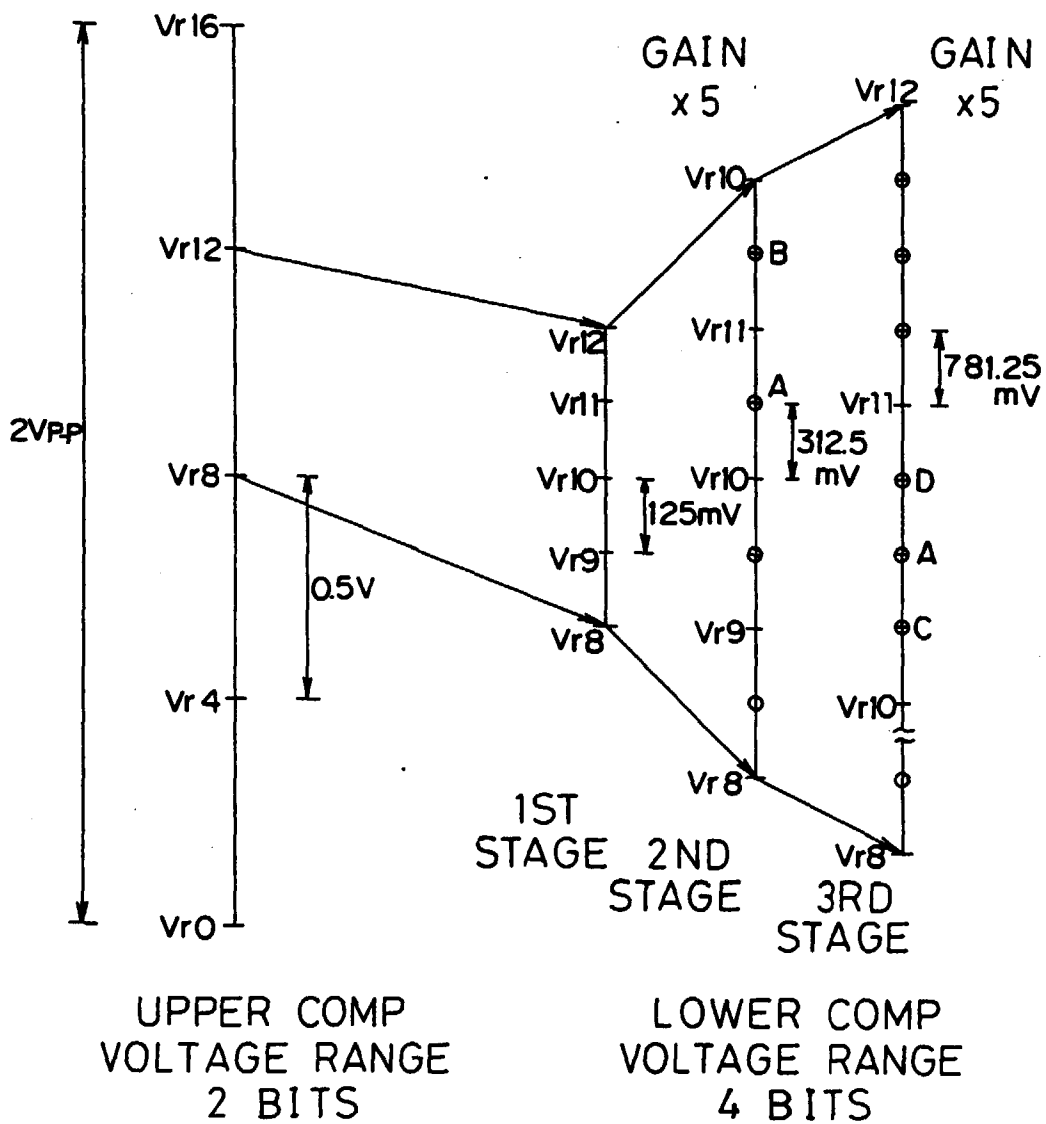 Vr16
Vr12
2VP-P
Vr8
0.5V
Vr4
Vr0
UPPER COMP
VOLTAGE RANGE
2 BITS
Vr12
Vr11
Vr10
125mV
Vr9
Vr8
1ST
STAGE
GAIN
x5
Vr10
B
Vr11
A
312.5
mV
Vr10
Vr9
Vr8
2ND
STAGE
GAIN
x5
Vr12
781.25
mV
Vr11
D
A
C
Vr10
Vr8
3RD
STAGE
LOWER COMP
VOLTAGE RANGE
4 BITS